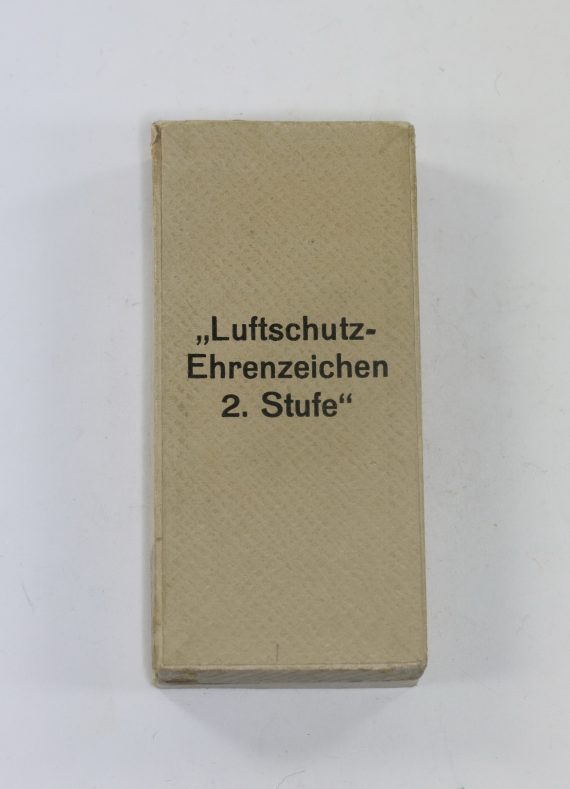 „Luftschutz-
Ehrenzeichen
2. Stufe“